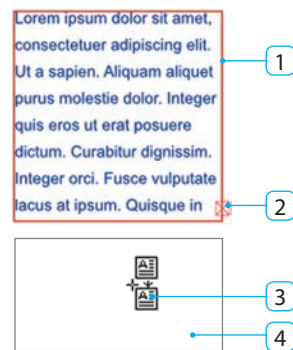 Lorem ipsum dolor sit amet,
consectetuer adipiscing elit.
Ut a sapien. Aliquam aliquet
purus molestie dolor. Integer
quis eros ut erat posuere
dictum. Curabitur dignissim.
Integer orci. Fusce vulputate
lacus at ipsum. Quisque in
1
2
3
4